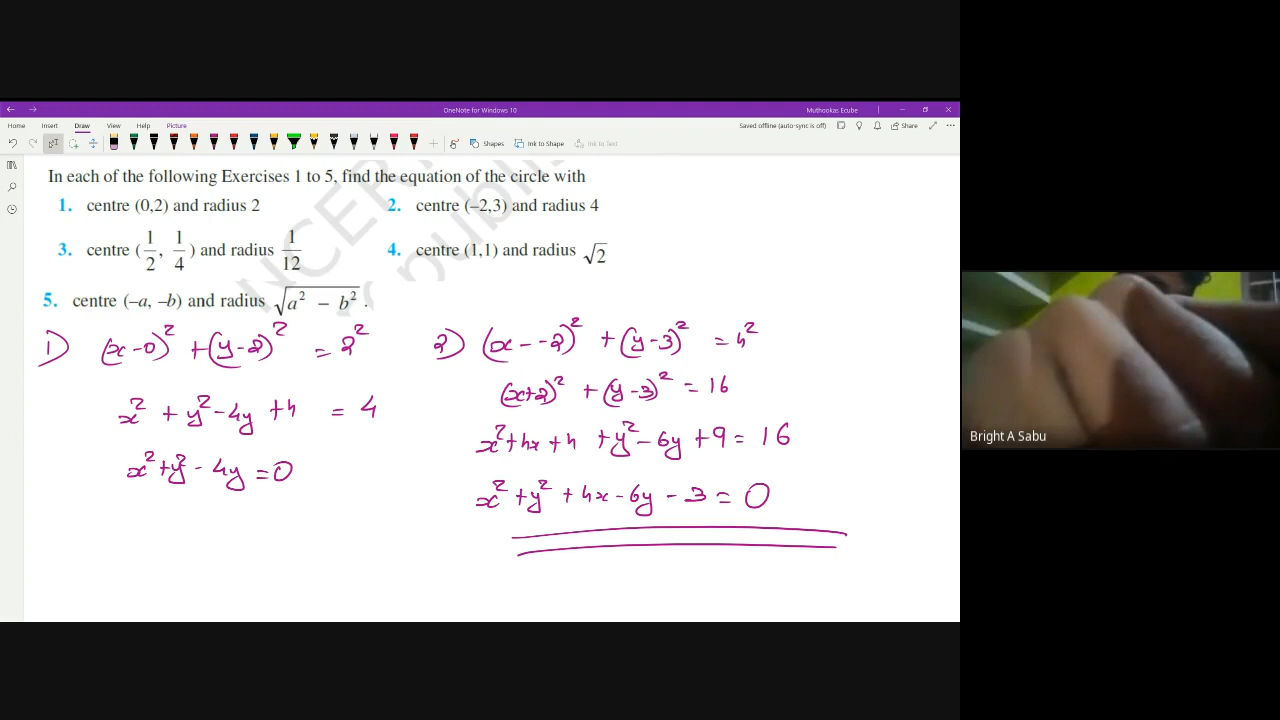 OneNote for Windows 10
Muthookas Ecube
Home Insert Draw View Help Picture
Saved offline (auto-sync is off) Share
Shapes Ink to Shape Ink to Text
In each of the following Exercises 1 to 5, find the equation of the circle with
1. centre (0,2) and radius 2
2. centre (–2,3) and radius 4
3. centre (1/2, 1/4) and radius 1/12
4. centre (1,1) and radius √2
5. centre (–a, –b) and radius √(a² – b²).
1) (x-0)² + (y-2)² = 2²
x² + y² - 4y + 4 = 4
x² + y² - 4y = 0
2) (x - -2)² + (y-3)² = 4²
(x+2)² + (y-3)² = 16
x² + 4x + 4 + y² - 6y + 9 = 16
x² + y² + 4x - 6y - 3 = 0
Bright A Sabu